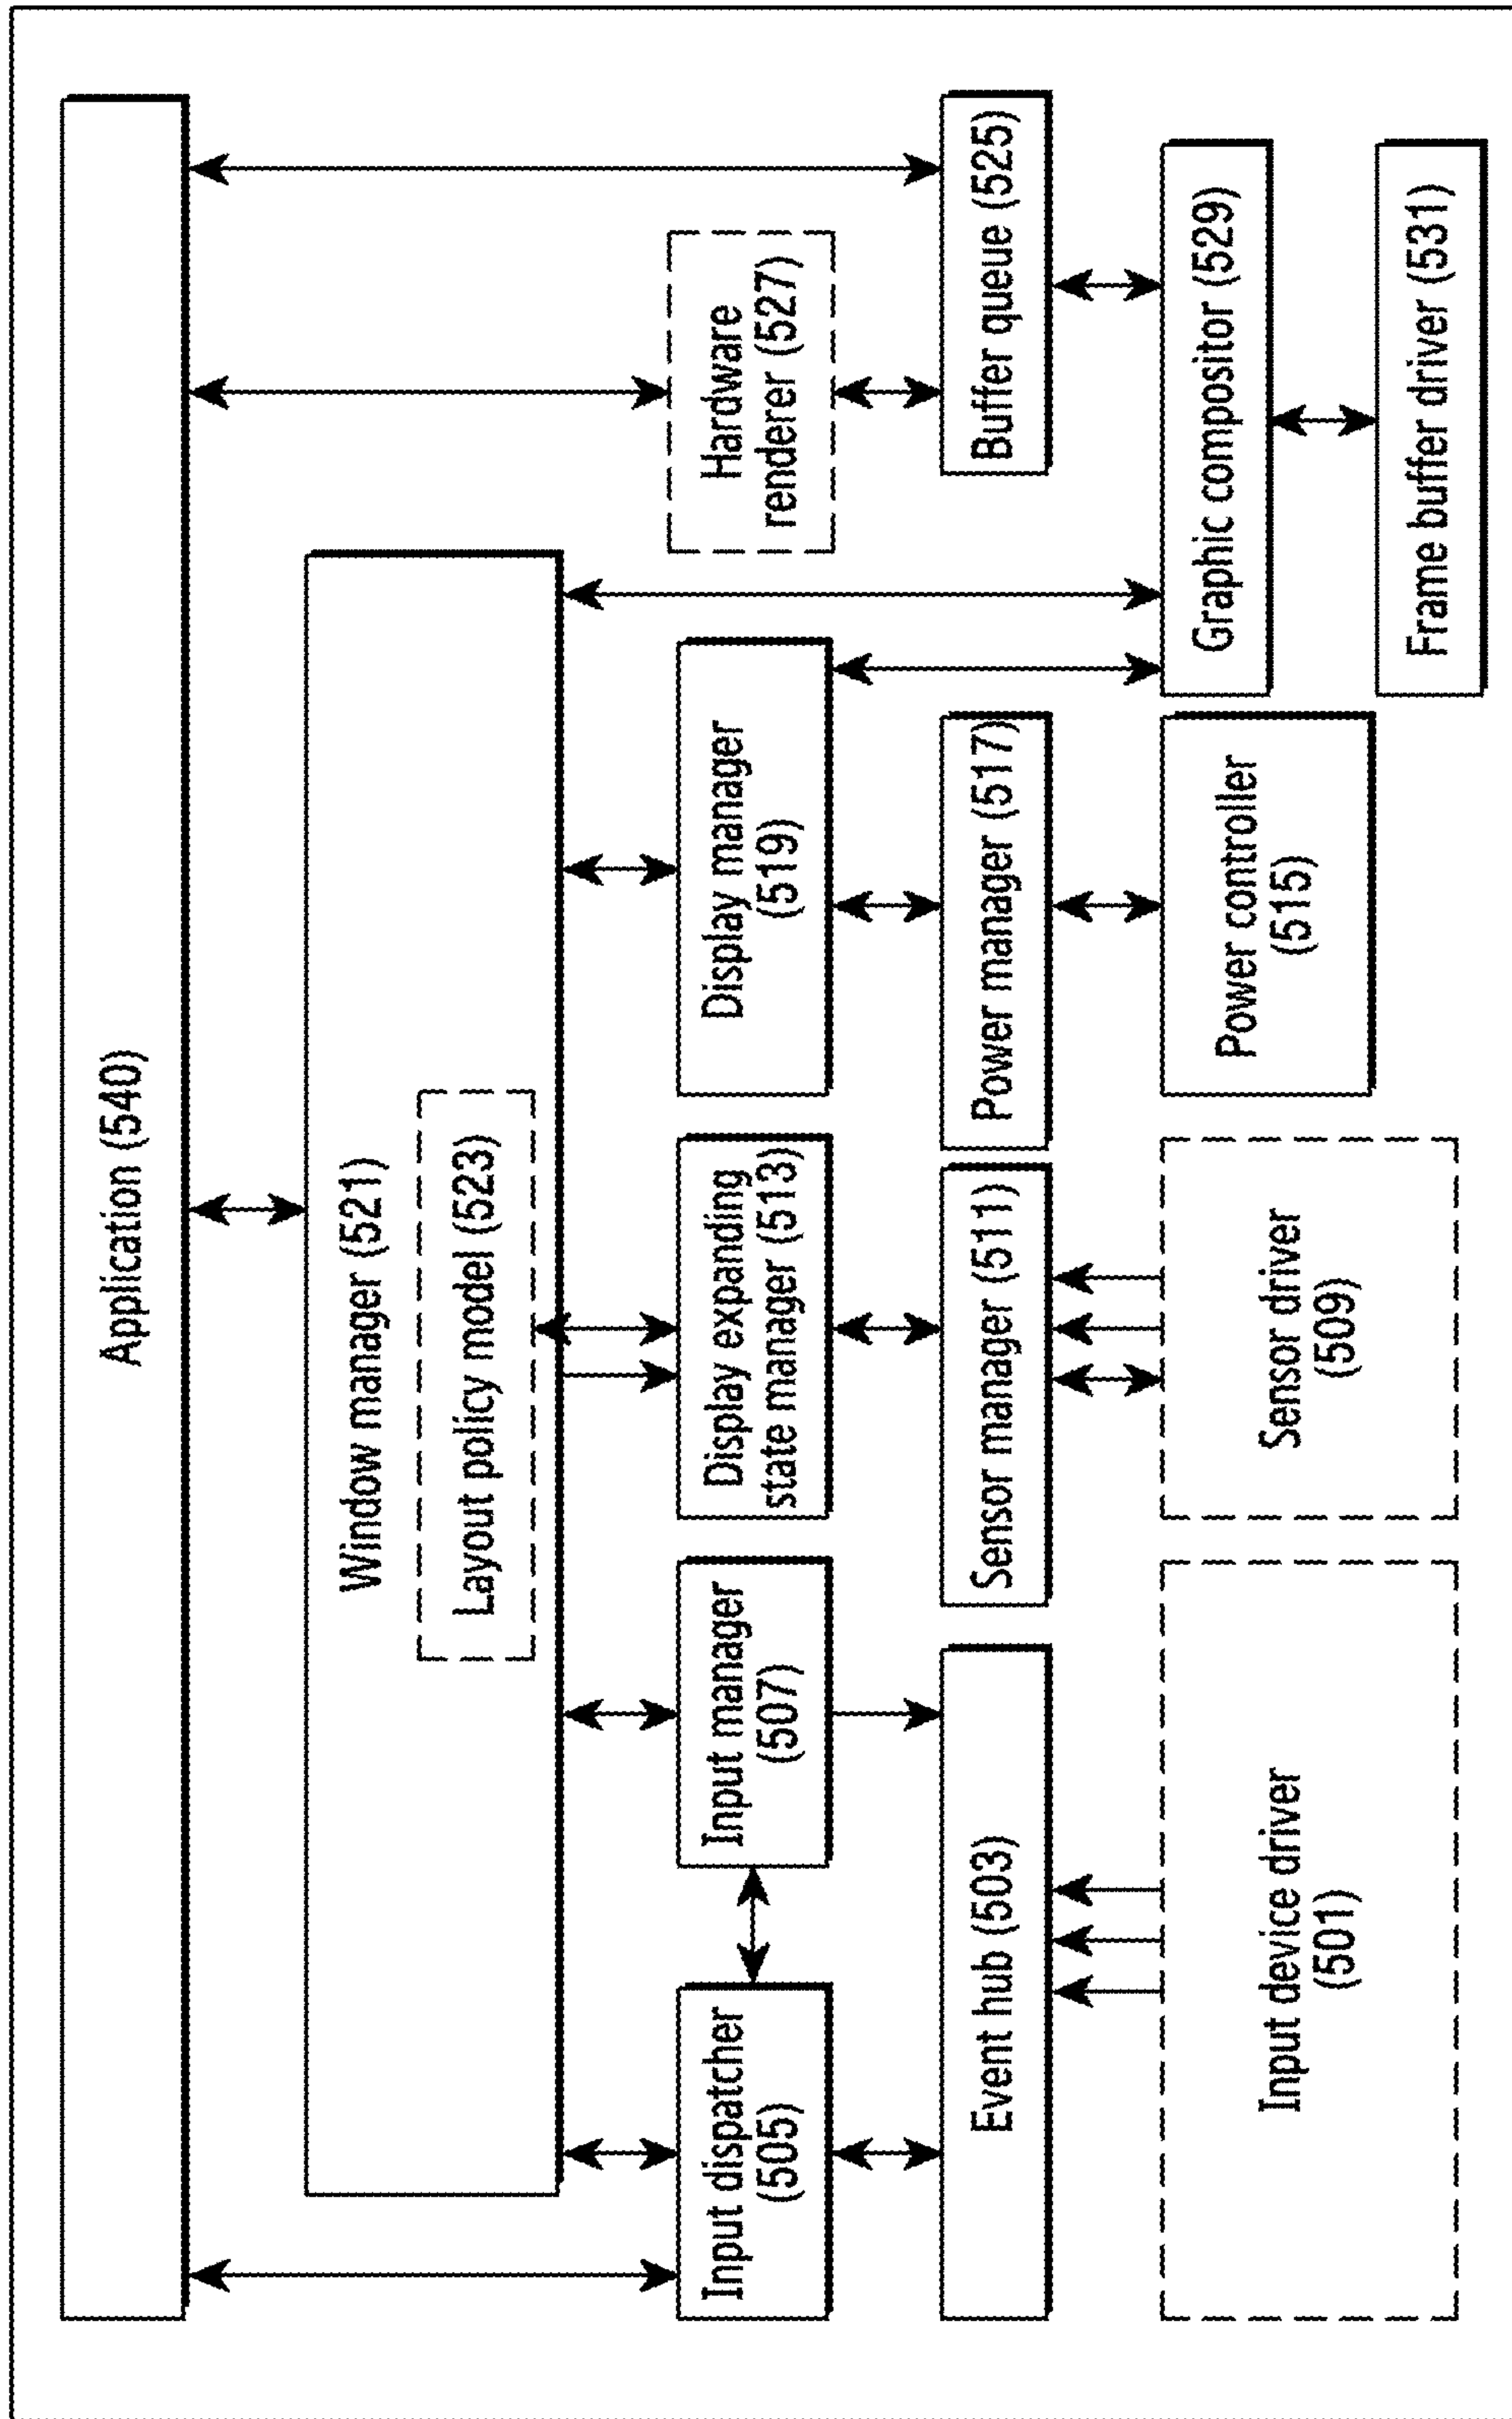 Application (540)
Window manager (521)
Layout policy model (523)
Input dispatcher
(505)
Input manager
(507)
Display expanding
state manager (513)
Display manager
(519)
Hardware
renderer (527)
Event hub (503)
Sensor manager (511)
Power manager (517)
Buffer queue (525)
Input device driver
(501)
Sensor driver
(509)
Power controller
(515)
Graphic compositor (529)
Frame buffer driver (531)